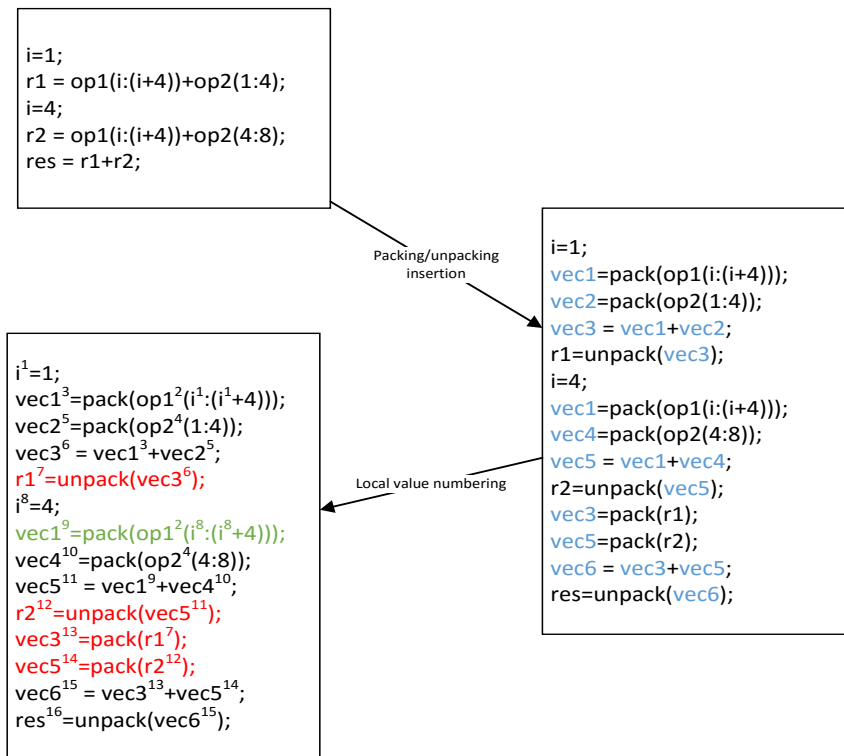 i=1;
r1 = op1(i:(i+4))+op2(1:4);
i=4;
r2 = op1(i:(i+4))+op2(4:8);
res = r1+r2;
Packing/unpacking
insertion
i=1;
vec1=pack(op1(i:(i+4)));
vec2=pack(op2(1:4));
vec3 = vec1+vec2;
r1=unpack(vec3);
i=4;
vec1=pack(op1(i:(i+4)));
vec4=pack(op2(4:8));
vec5 = vec1+vec4;
r2=unpack(vec5);
vec3=pack(r1);
vec5=pack(r2);
vec6 = vec3+vec5;
res=unpack(vec6);
Local value numbering
i¹=1;
vec1³=pack(op1²(i¹:(i¹+4)));
vec2⁵=pack(op2⁴(1:4));
vec3⁶ = vec1³+vec2⁵;
r1⁷=unpack(vec3⁶);
i⁸=4;
vec1⁹=pack(op1²(i⁸:(i⁸+4)));
vec4¹⁰=pack(op2⁴(4:8));
vec5¹¹ = vec1⁹+vec4¹⁰;
r2¹²=unpack(vec5¹¹);
vec3¹³=pack(r1⁷);
vec5¹⁴=pack(r2¹²);
vec6¹⁵ = vec3¹³+vec5¹⁴;
res¹⁶=unpack(vec6¹⁵);